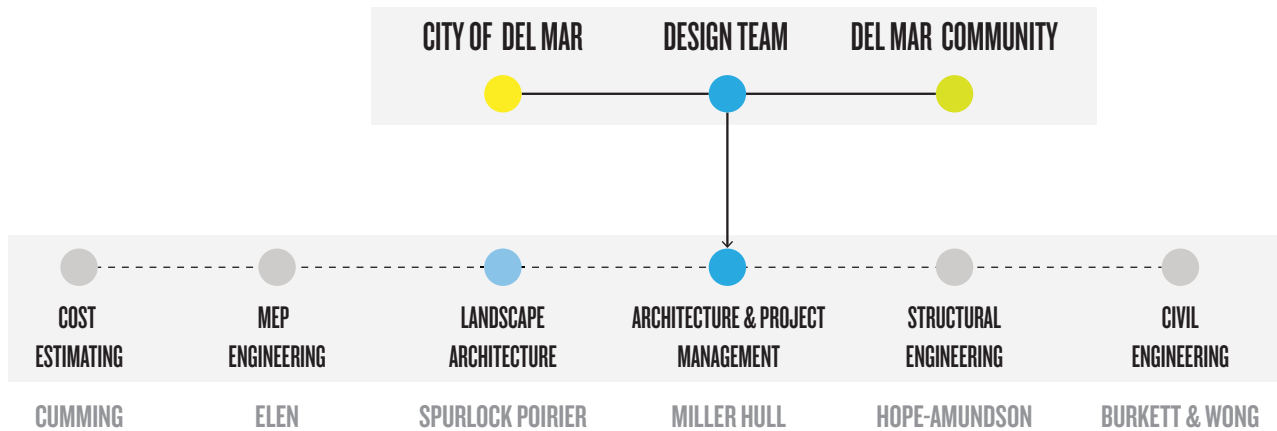 CITY OF DEL MAR
DESIGN TEAM
DEL MAR COMMUNITY
COST
ESTIMATING
MEP
ENGINEERING
LANDSCAPE
ARCHITECTURE
ARCHITECTURE & PROJECT
MANAGEMENT
STRUCTURAL
ENGINEERING
CIVIL
ENGINEERING
CUMMING
ELEN
SPURLOCK POIRIER
MILLER HULL
HOPE-AMUNDSON
BURKETT & WONG